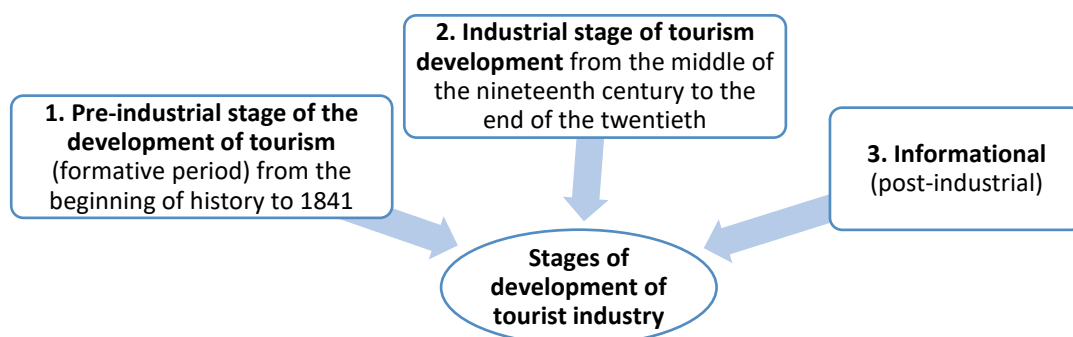 1. Pre-industrial stage of the
development of tourism
(formative period) from the
beginning of history to 1841
2. Industrial stage of tourism
development from the middle of
the nineteenth century to the
end of the twentieth
3. Informational
(post-industrial)
Stages of
development of
tourist industry